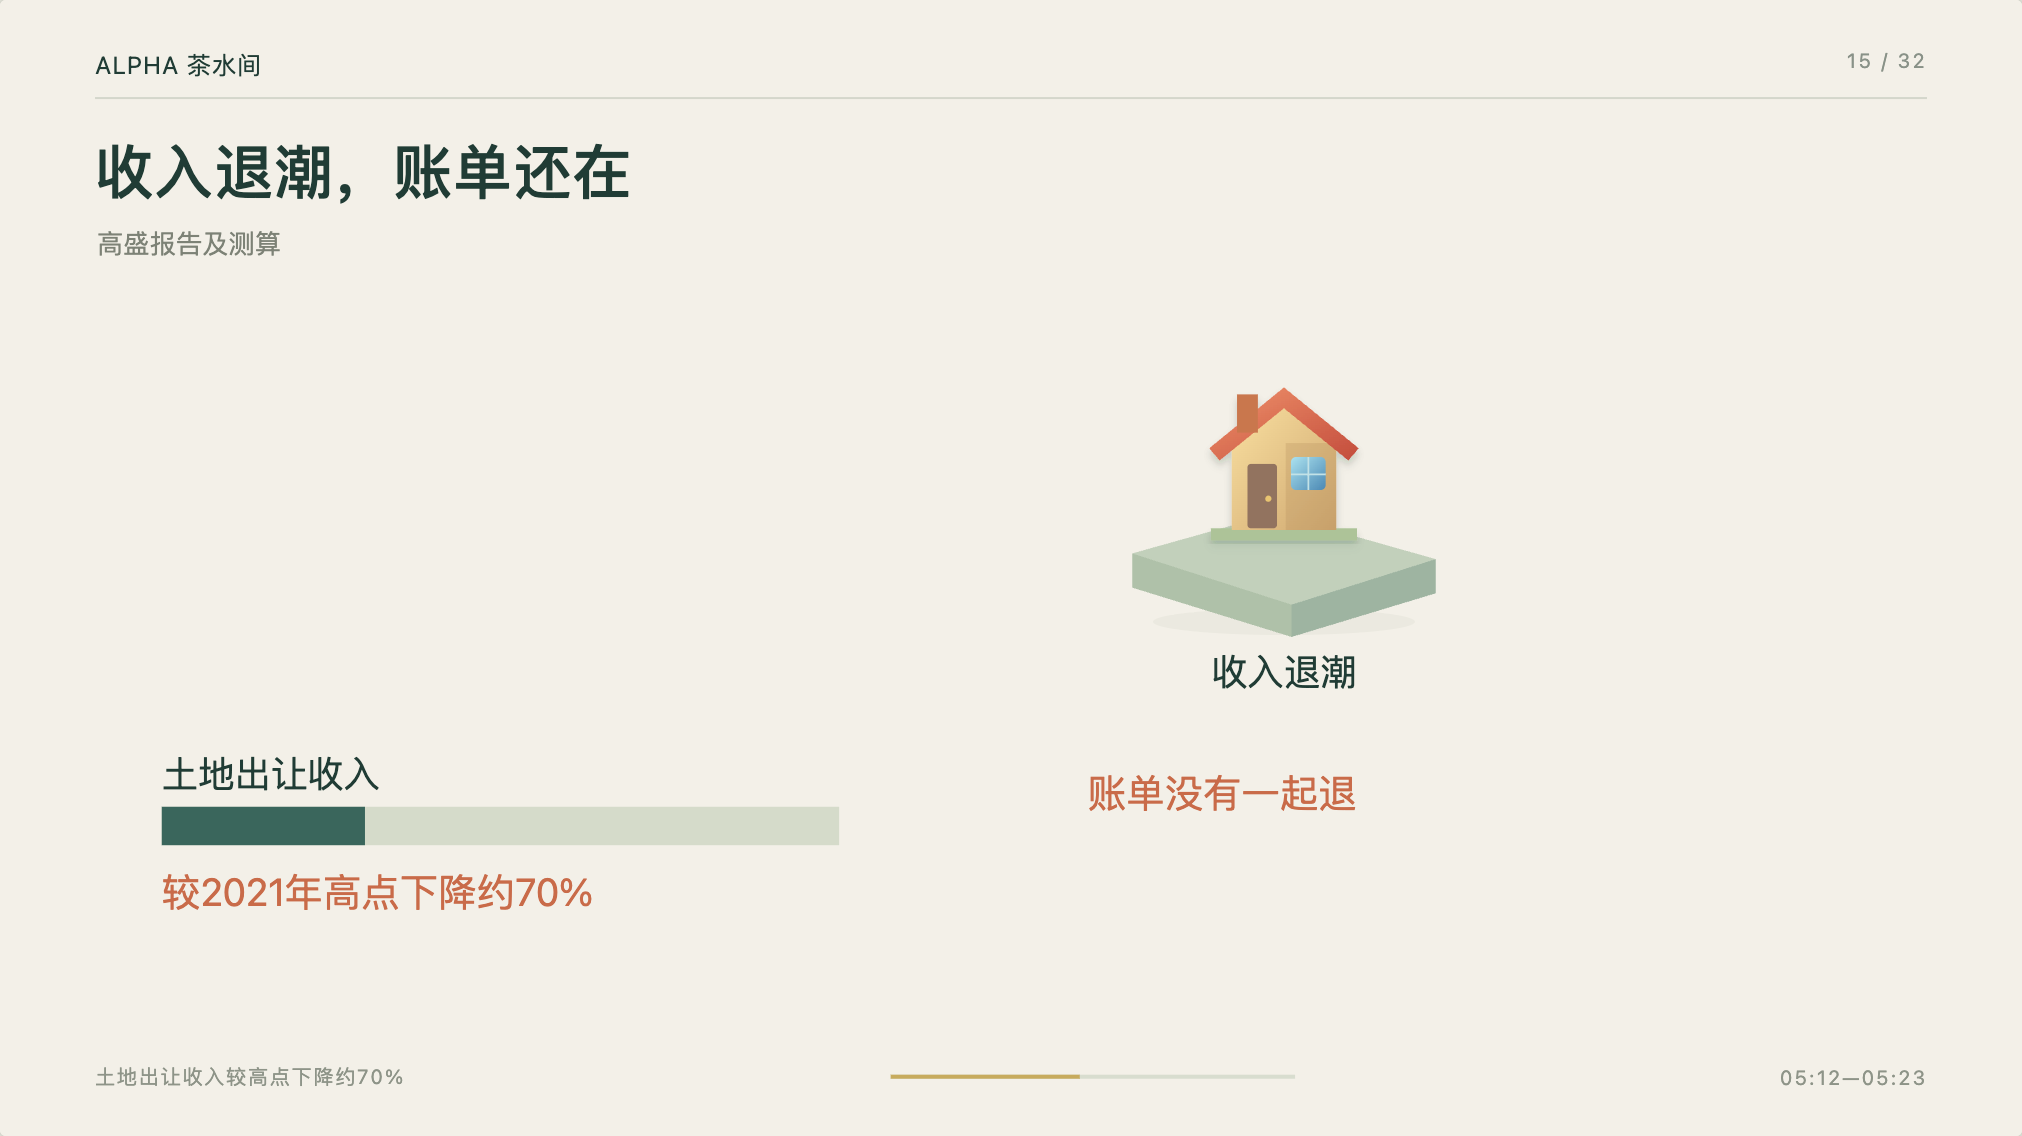 ALPHA 茶水间
15 / 32
收入退潮，账单还在
高盛报告及测算
收入退潮
土地出让收入
账单没有一起退
较2021年高点下降约70%
土地出让收入较高点下降约70%
05:12—05:23